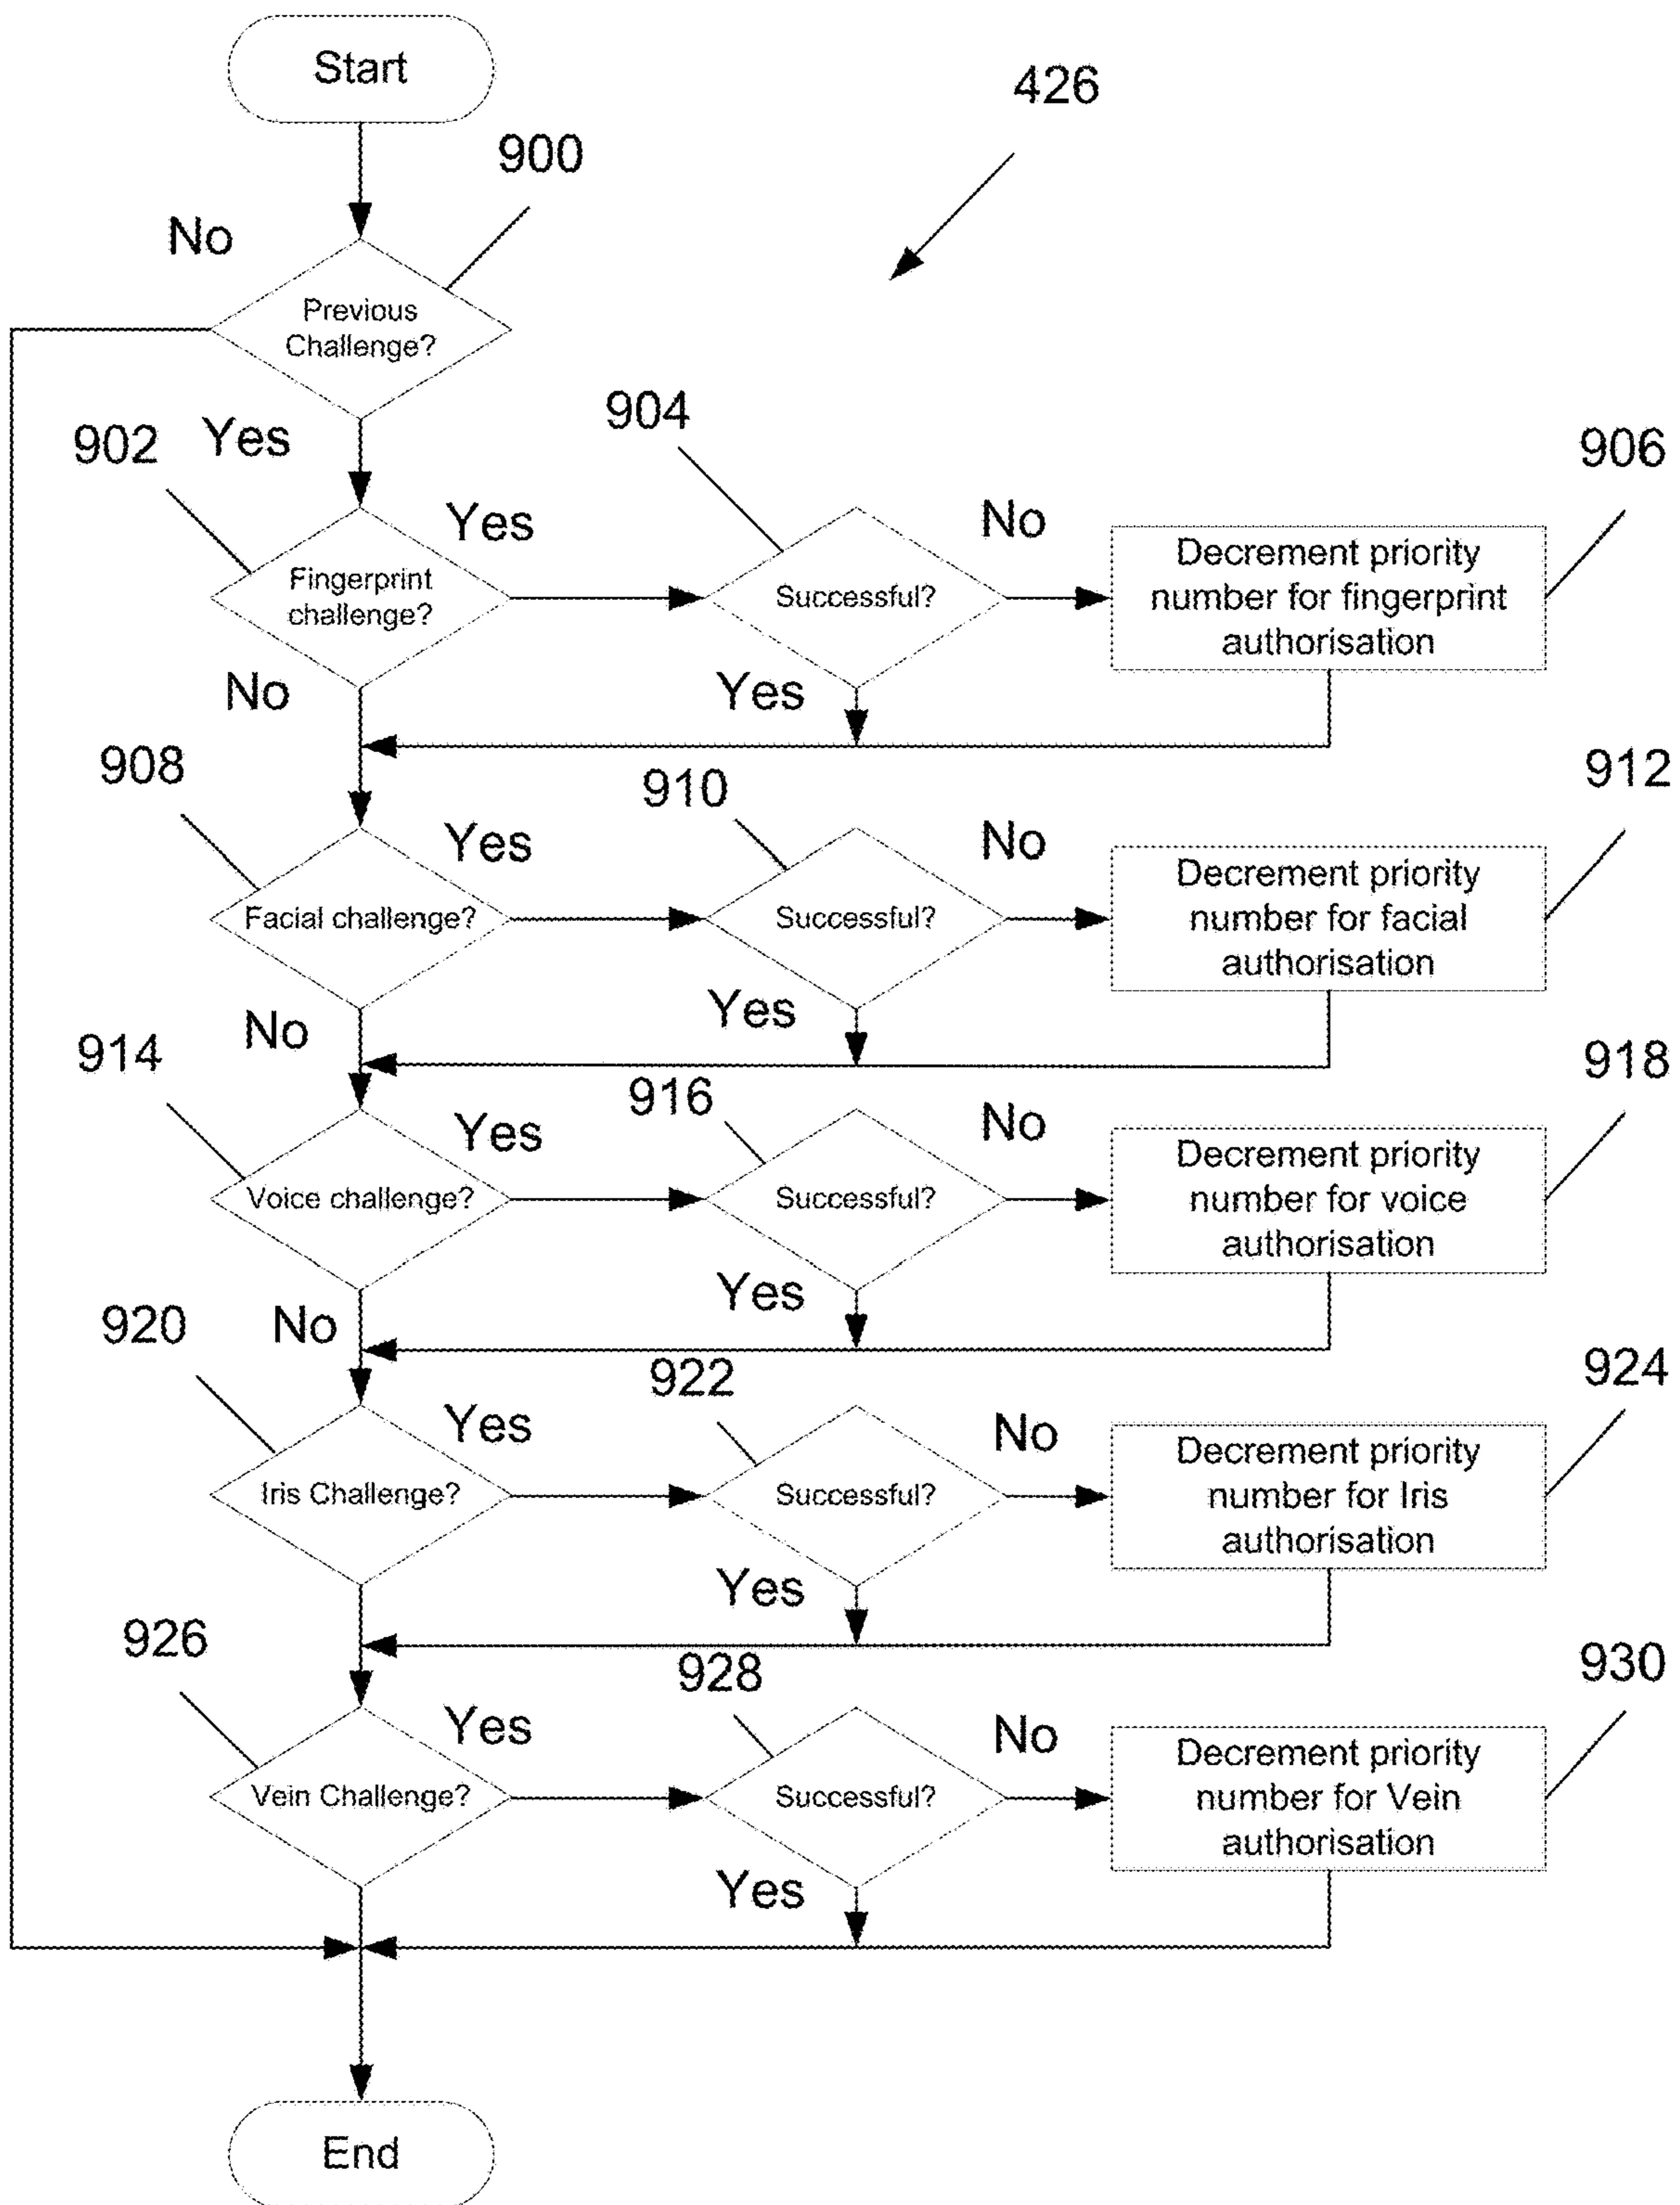 Start
426
900
No
Previous
Challenge?
Yes
902
904
906
Yes
No
Fingerprint
challenge?
Successful?
Decrement priority
number for fingerprint
authorisation
No
Yes
908
910
912
Yes
No
Facial challenge?
Successful?
Decrement priority
number for facial
authorisation
No
Yes
914
916
918
Yes
No
Voice challenge?
Successful?
Decrement priority
number for voice
authorisation
No
Yes
920
922
924
Yes
No
Iris Challenge?
Successful?
Decrement priority
number for Iris
authorisation
Yes
926
928
930
Yes
No
Vein Challenge?
Successful?
Decrement priority
number for Vein
authorisation
Yes
End